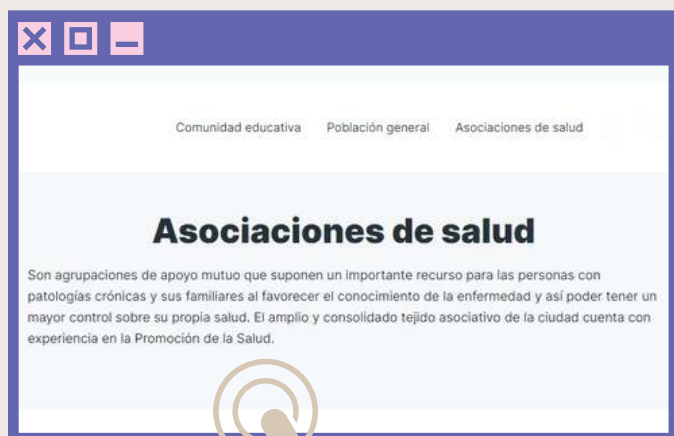 Comunidad educativa Población general Asociaciones de salud
Asociaciones de salud
Son agrupaciones de apoyo mutuo que suponen un importante recurso para las personas con
patologías crónicas y sus familiares al favorecer el conocimiento de la enfermedad y así poder tener un
mayor control sobre su propia salud. El amplio y consolidado tejido asociativo de la ciudad cuenta con
experiencia en la Promoción de la Salud.